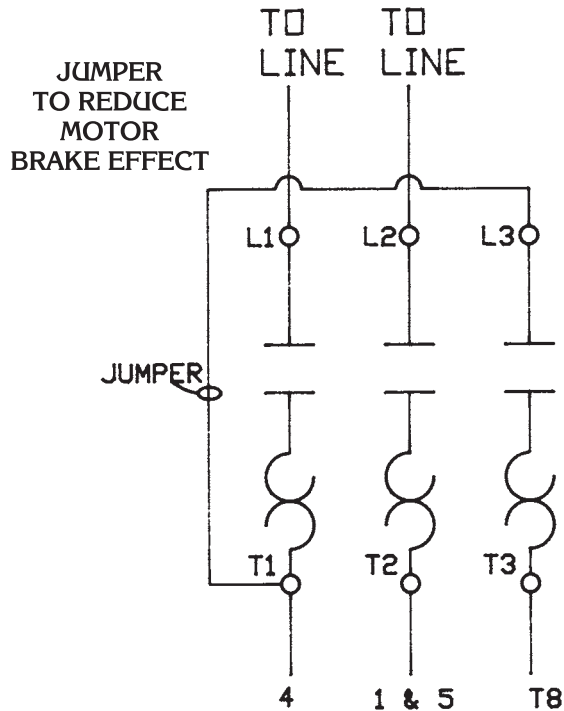 TO TO
LINE LINE
JUMPER
TO REDUCE
MOTOR
BRAKE EFFECT
L1 L2 L3
JUMPER
T1 T2 T3
4 1 & 5 T8